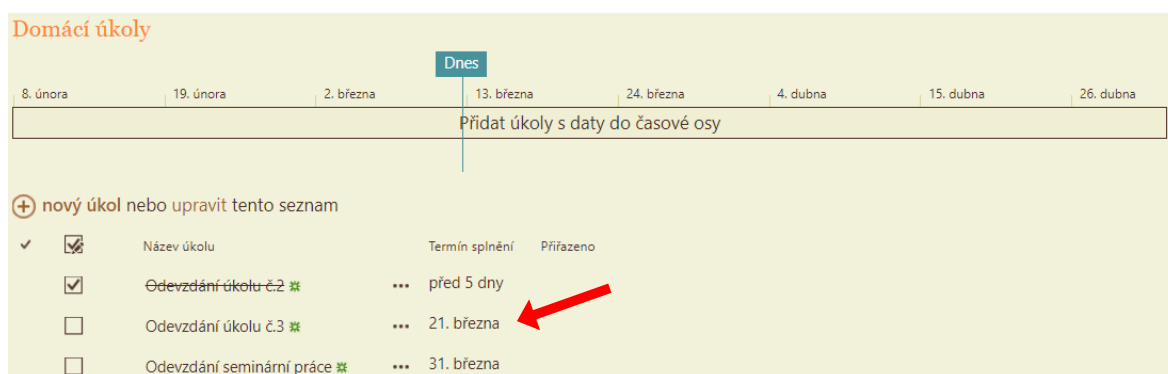 Domácí úkoly
Dnes
8. února 19. února 2. března 13. března 24. března 4. dubna 15. dubna 26. dubna
Přidat úkoly s daty do časové osy
nový úkol nebo upravit tento seznam
Název úkolu Termín splnění Přiřazeno
Odevzdání úkolu č.2 ... před 5 dny
Odevzdání úkolu č.3 ... 21. března
Odevzdání seminární práce ... 31. března